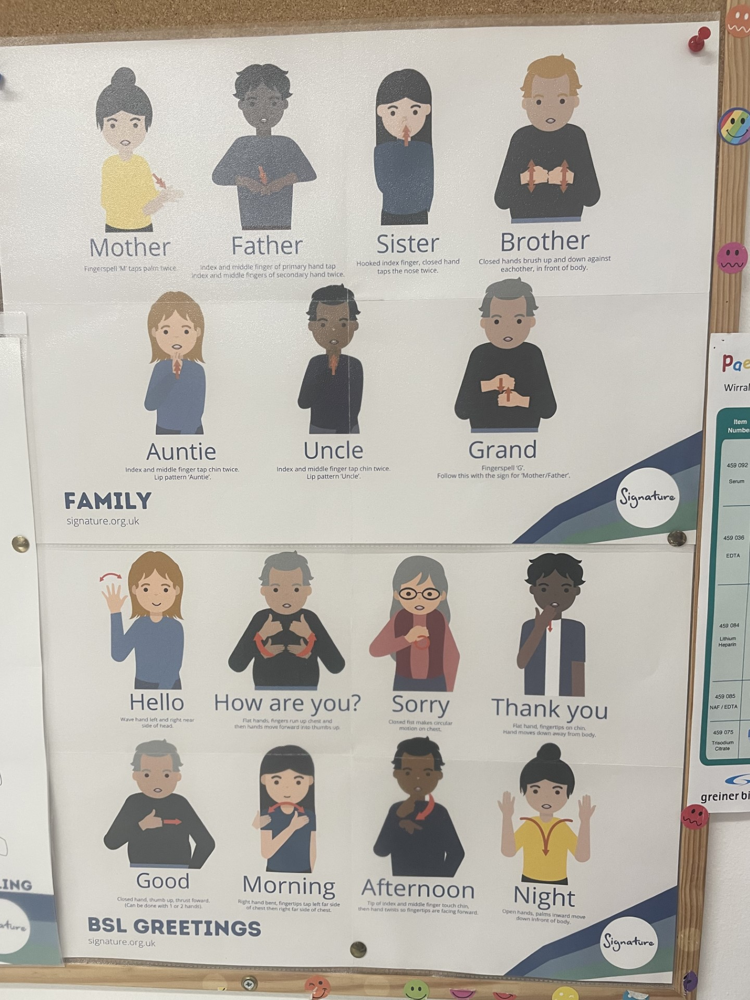 Mother
Fingerspell 'M' taps palm twice.
Father
Index and middle finger of primary hand tap
index and middle fingers of secondary hand twice.
Sister
Hooked index finger, closed hand
taps the nose twice.
Brother
Closed hands brush up and down against
eachother, in front of body.
Auntie
Index and middle finger tap chin twice.
Lip pattern 'Auntie'.
Uncle
Index and middle finger tap chin twice.
Lip pattern 'Uncle'.
Grand
Fingerspell 'G'.
Follow this with the sign for 'Mother/Father'.
FAMILY
signature.org.uk
Signature
Hello
Wave hand left and right near
side of head.
How are you?
Flat hands, fingers run up chest and
then hands move forward into thumbs up.
Sorry
Closed fist makes circular
motion on chest.
Thank you
Flat hand, fingertips on chin.
Hand moves down away from body.
Good
Closed hand, thumb up, thrust foward.
(Can be done with 1 or 2 hands).
Morning
Right hand bent, fingertips tap left far side
of chest then right far side of chest.
Afternoon
Tip of index and middle finger touch chin,
then hand twists so fingertips are facing forward.
Night
Open hands, palms inward move
down infront of body.
BSL GREETINGS
signature.org.uk
Signature
LING
ature
Pae
Wirral
Item
Number
459 092
Serum
459 036
EDTA
459 084
Lithium
Heparin
459 085
NAF / EDTA
459 075
Trisodium
Citrate
greiner bi